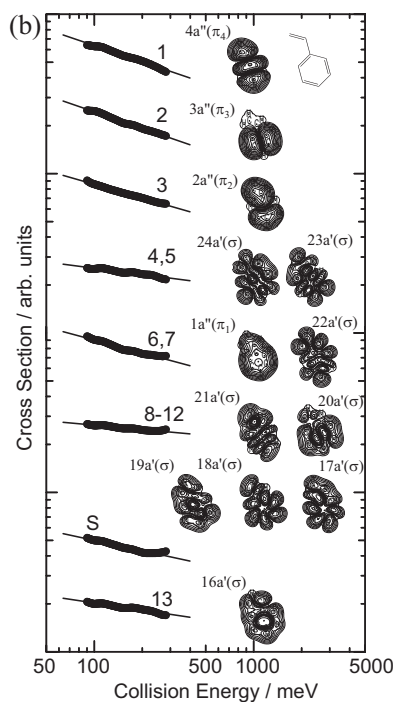 (b)
4a"(π₄)
1
3a"(π₃)
2
2a"(π₂)
3
24a'(σ) 23a'(σ)
4,5
1a"(π₁) 22a'(σ)
6,7
21a'(σ) 20a'(σ)
8-12
19a'(σ) 18a'(σ) 17a'(σ)
S
16a'(σ)
13
Cross Section / arb. units
50 100 500 1000 5000
Collision Energy / meV